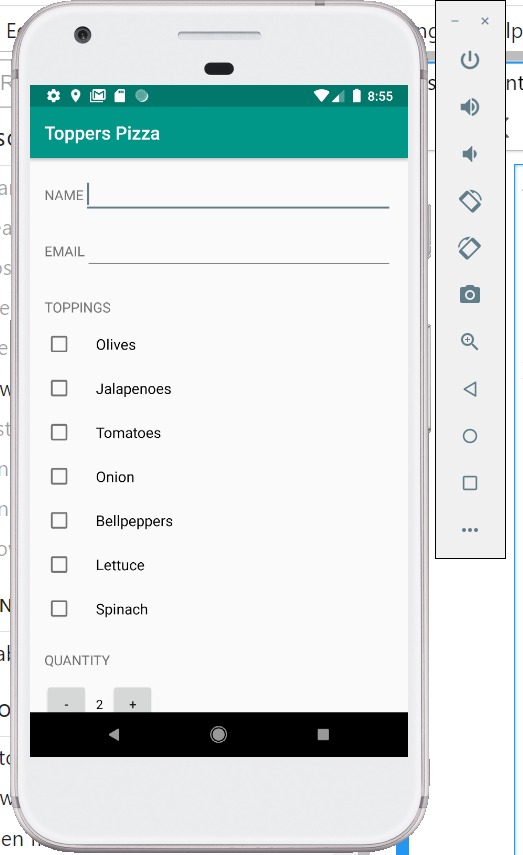 8:55
Toppers Pizza
NAME
EMAIL
TOPPINGS
Olives
Jalapenoes
Tomatoes
Onion
Bellpeppers
Lettuce
Spinach
QUANTITY
- 2 +